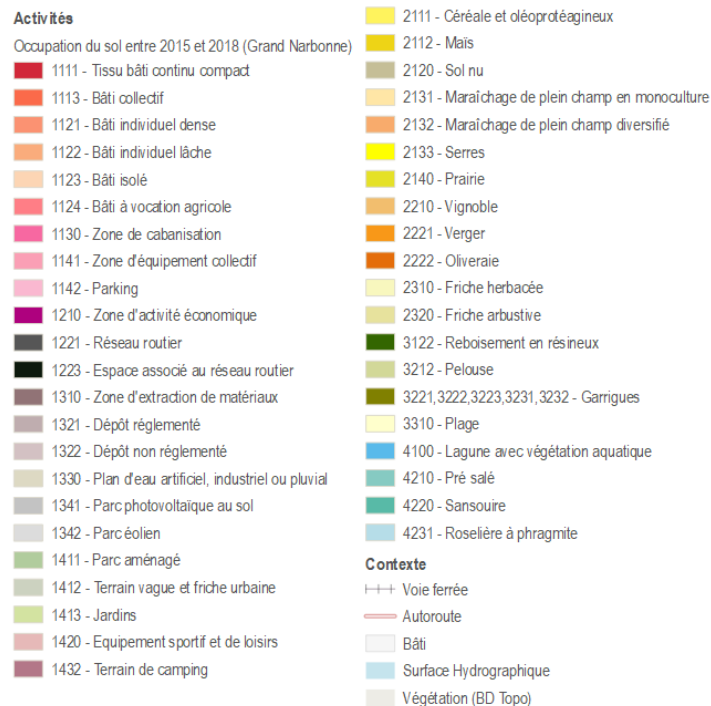 Activités
Occupation du sol entre 2015 et 2018 (Grand Narbonne)
1111 - Tissu bâti continu compact
1113 - Bâti collectif
1121 - Bâti individuel dense
1122 - Bâti individuel lâche
1123 - Bâti isolé
1124 - Bâti à vocation agricole
1130 - Zone de cabanisation
1141 - Zone d'équipement collectif
1142 - Parking
1210 - Zone d'activité économique
1221 - Réseau routier
1223 - Espace associé au réseau routier
1310 - Zone d'extraction de matériaux
1321 - Dépôt réglementé
1322 - Dépôt non réglementé
1330 - Plan d'eau artificiel, industriel ou pluvial
1341 - Parc photovoltaïque au sol
1342 - Parc éolien
1411 - Parc aménagé
1412 - Terrain vague et friche urbaine
1413 - Jardins
1420 - Equipement sportif et de loisirs
1432 - Terrain de camping
2111 - Céréale et oléoprotéagineux
2112 - Maïs
2120 - Sol nu
2131 - Maraîchage de plein champ en monoculture
2132 - Maraîchage de plein champ diversifié
2133 - Serres
2140 - Prairie
2210 - Vignoble
2221 - Verger
2222 - Oliveraie
2310 - Friche herbacée
2320 - Friche arbustive
3122 - Reboisement en résineux
3212 - Pelouse
3221,3222,3223,3231,3232 - Garrigues
3310 - Plage
4100 - Lagune avec végétation aquatique
4210 - Pré salé
4220 - Sansouire
4231 - Roselière à phragmite
Contexte
Voie ferrée
Autoroute
Bâti
Surface Hydrographique
Végétation (BD Topo)